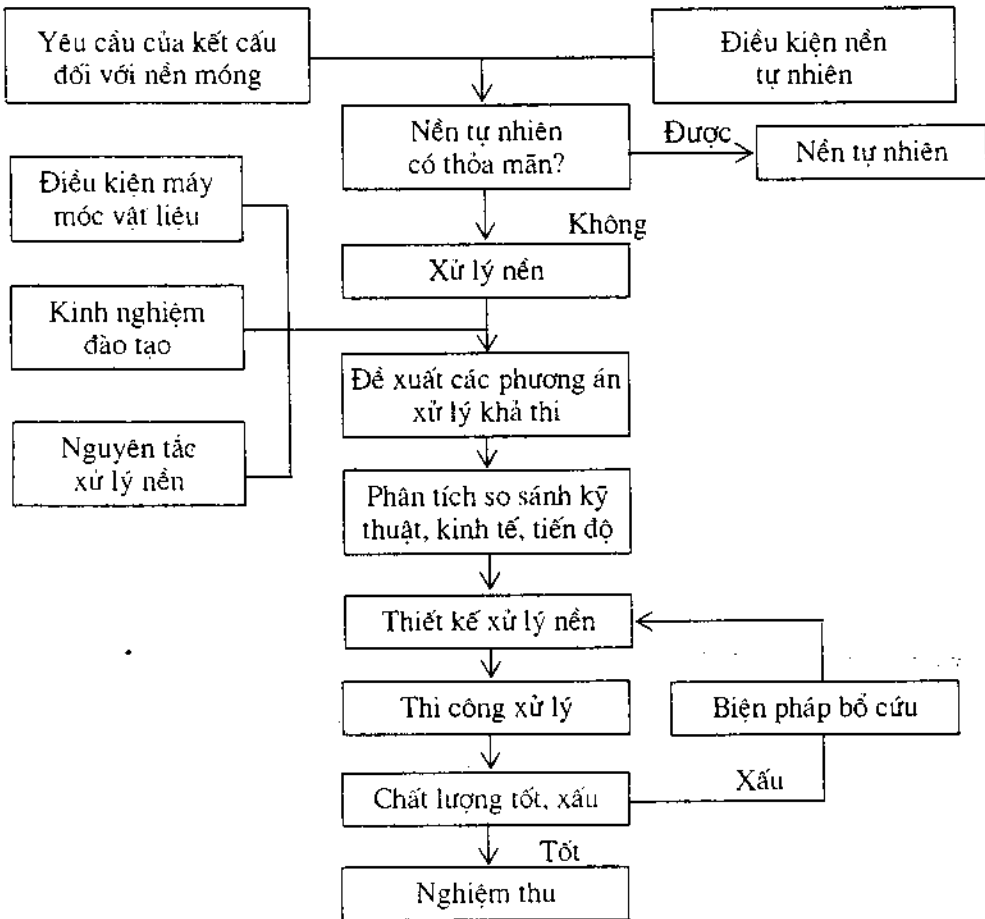 Yêu cầu của kết cấu
đối với nền móng
Điều kiện nền
tự nhiên
Nền tự nhiên
có thỏa mãn?
Được
Nền tự nhiên
Điều kiện máy
móc vật liệu
Không
Xử lý nền
Kinh nghiệm
đào tạo
Đề xuất các phương án
xử lý khả thi
Nguyên tắc
xử lý nền
Phân tích so sánh kỹ
thuật, kinh tế, tiến độ
Thiết kế xử lý nền
Thi công xử lý
Biện pháp bổ cứu
Chất lượng tốt, xấu
Xấu
Tốt
Nghiệm thu